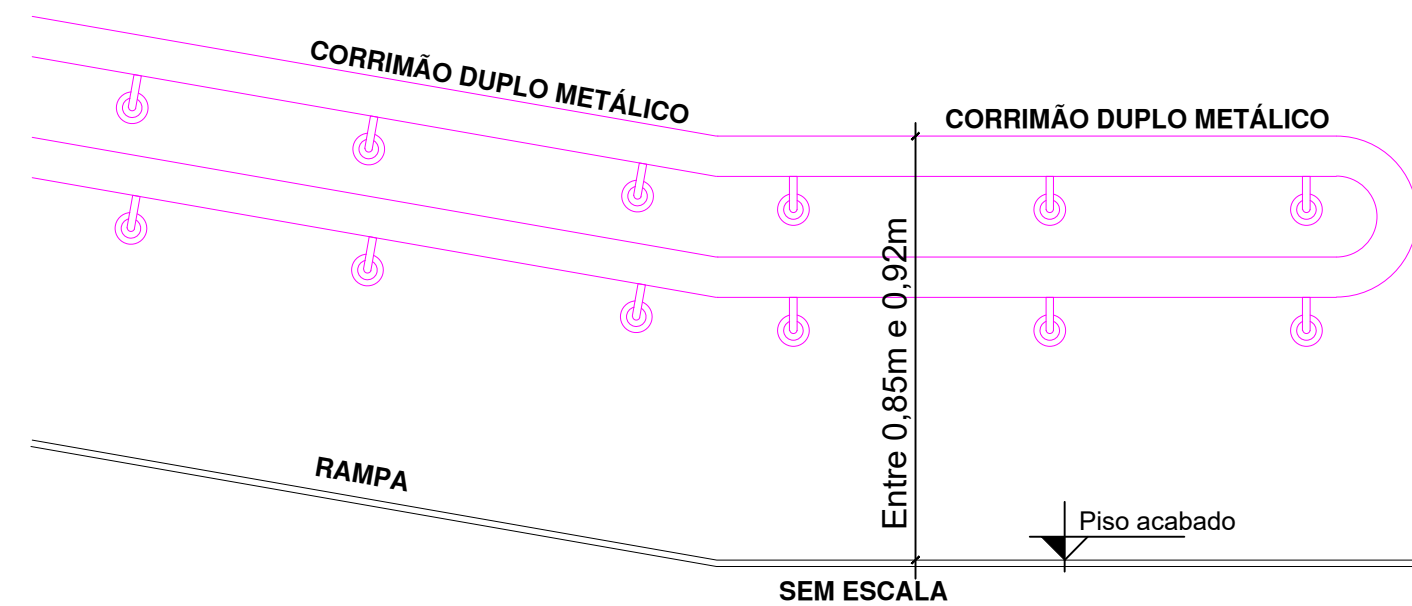 CORRIMÃO DUPLO METÁLICO
CORRIMÃO DUPLO METÁLICO
Entre 0,85m e 0,92m
RAMPA
Piso acabado
SEM ESCALA